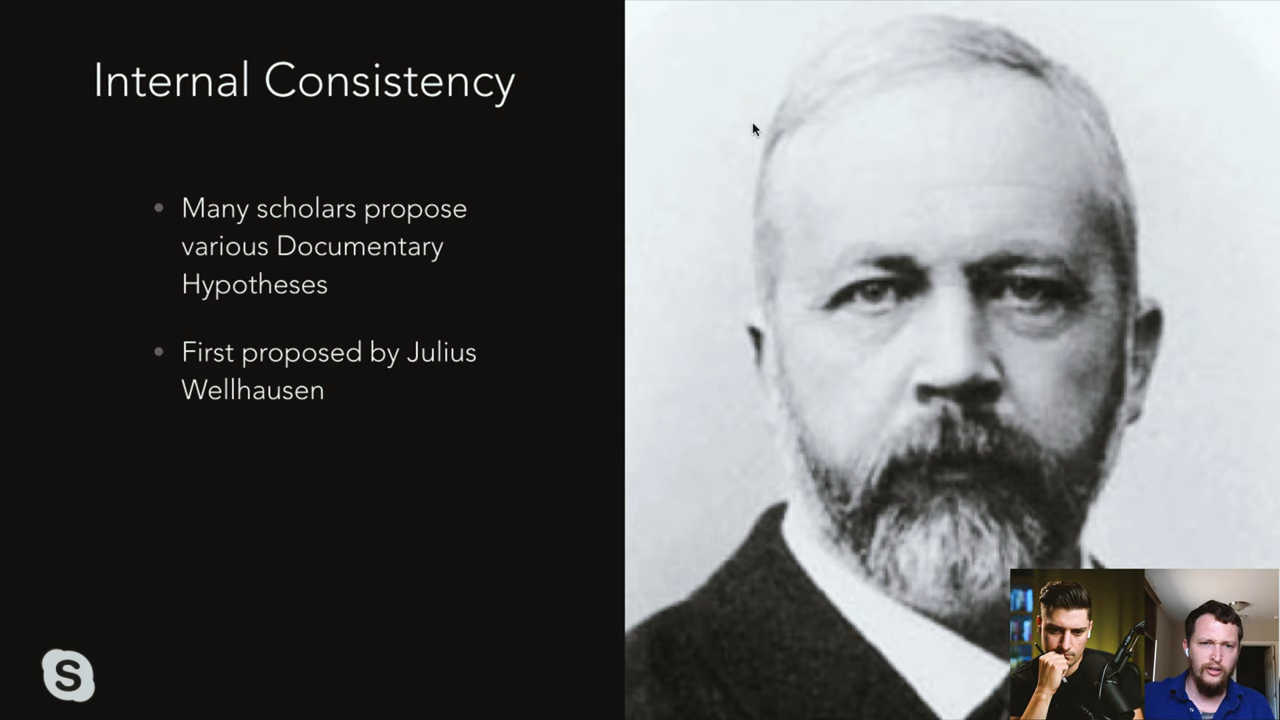 Internal Consistency
• Many scholars propose
various Documentary
Hypotheses
• First proposed by Julius
Wellhausen
S